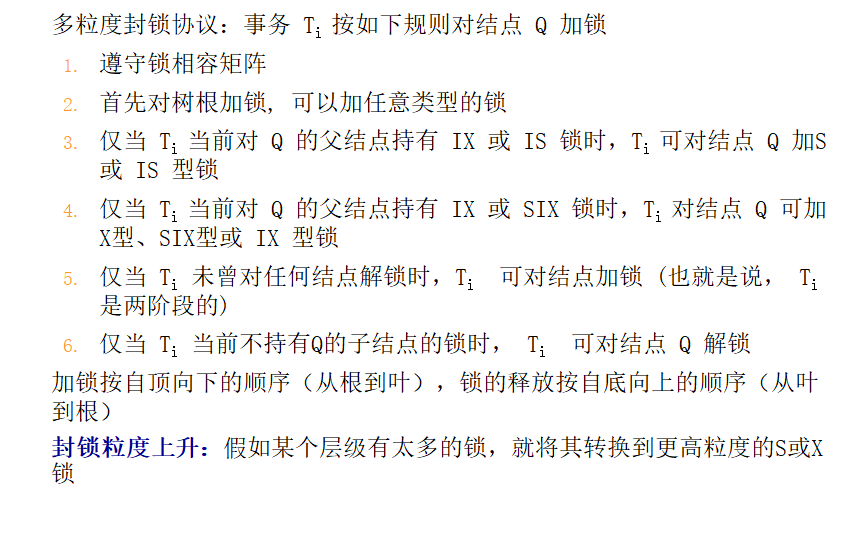 多粒度封锁协议: 事务 Ti 按如下规则对结点 Q 加锁
1. 遵守锁相容矩阵
2. 首先对树根加锁, 可以加任意类型的锁
3. 仅当 Ti 当前对 Q 的父结点持有 IX 或 IS 锁时，Ti 可对结点 Q 加S
或 IS 型锁
4. 仅当 Ti 当前对 Q 的父结点持有 IX 或 SIX 锁时，Ti 对结点 Q 可加
X型、SIX型或 IX 型锁
5. 仅当 Ti 未曾对任何结点解锁时，Ti 可对结点加锁 (也就是说， Ti
是两阶段的)
6. 仅当 Ti 当前不持有Q的子结点的锁时， Ti 可对结点 Q 解锁
加锁按自顶向下的顺序（从根到叶），锁的释放按自底向上的顺序（从叶
到根）
封锁粒度上升：假如某个层级有太多的锁，就将其转换到更高粒度的S或X
锁